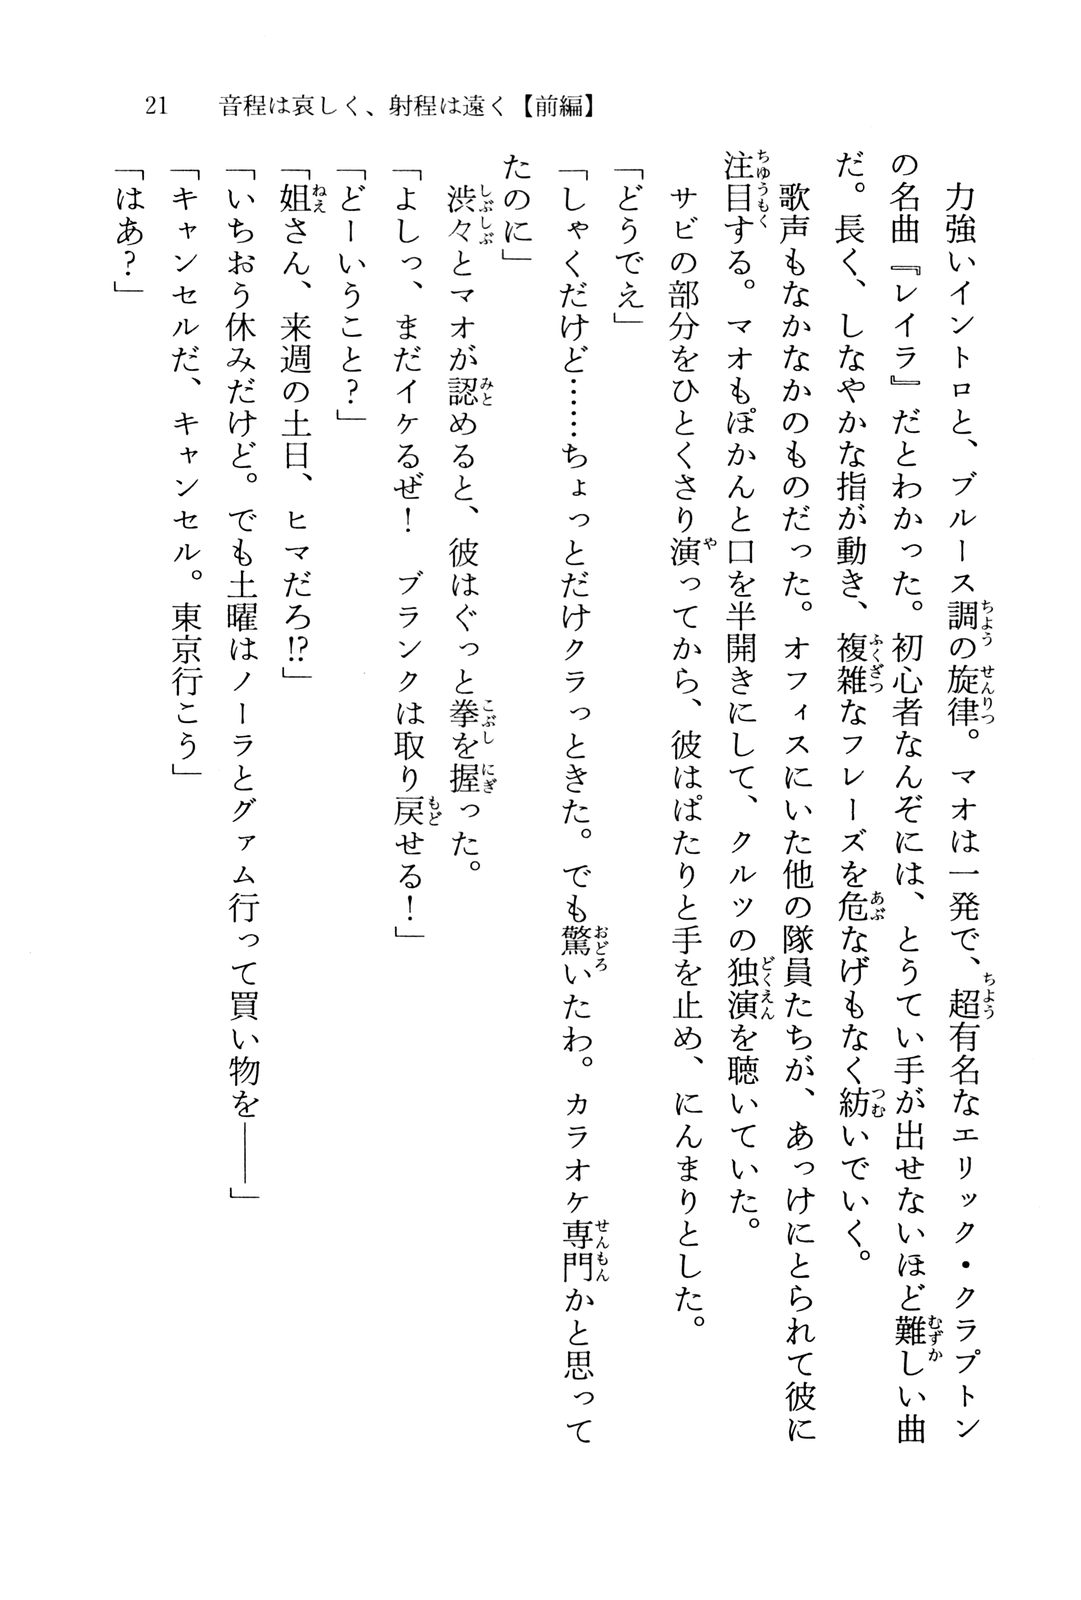 21　音程は哀しく、射程は遠く【前編】
　力強いイントロと、ブルース調の旋律。マオは一発で、超有名なエリック・クラプトン
の名曲『レイラ』だとわかった。初心者なんぞには、とうてい手が出せないほど難しい曲
だ。長く、しなやかな指が動き、複雑なフレーズを危なげもなく紡いでいく。
　歌声もなかなかのものだった。オフィスにいた他の隊員たちが、あっけにとられて彼に
注目する。マオもぽかんと口を半開きにして、クルツの独演を聴いていた。
　サビの部分をひとくさり演ってから、彼はぱたりと手を止め、にんまりとした。
「どうでえ」
「しゃくだけど……ちょっとだけクラっときた。でも驚いたわ。カラオケ専門かと思って
たのに」
　渋々とマオが認めると、彼はぐっと拳を握った。
「よしっ、まだイケるぜ！　ブランクは取り戻せる！」
「どーいうこと？」
「姐さん、来週の土日、ヒマだろ!?」
「いちおう休みだけど。でも土曜はノーラとグァム行って買い物を――」
「キャンセルだ、キャンセル。東京行こう」
「はあ？」